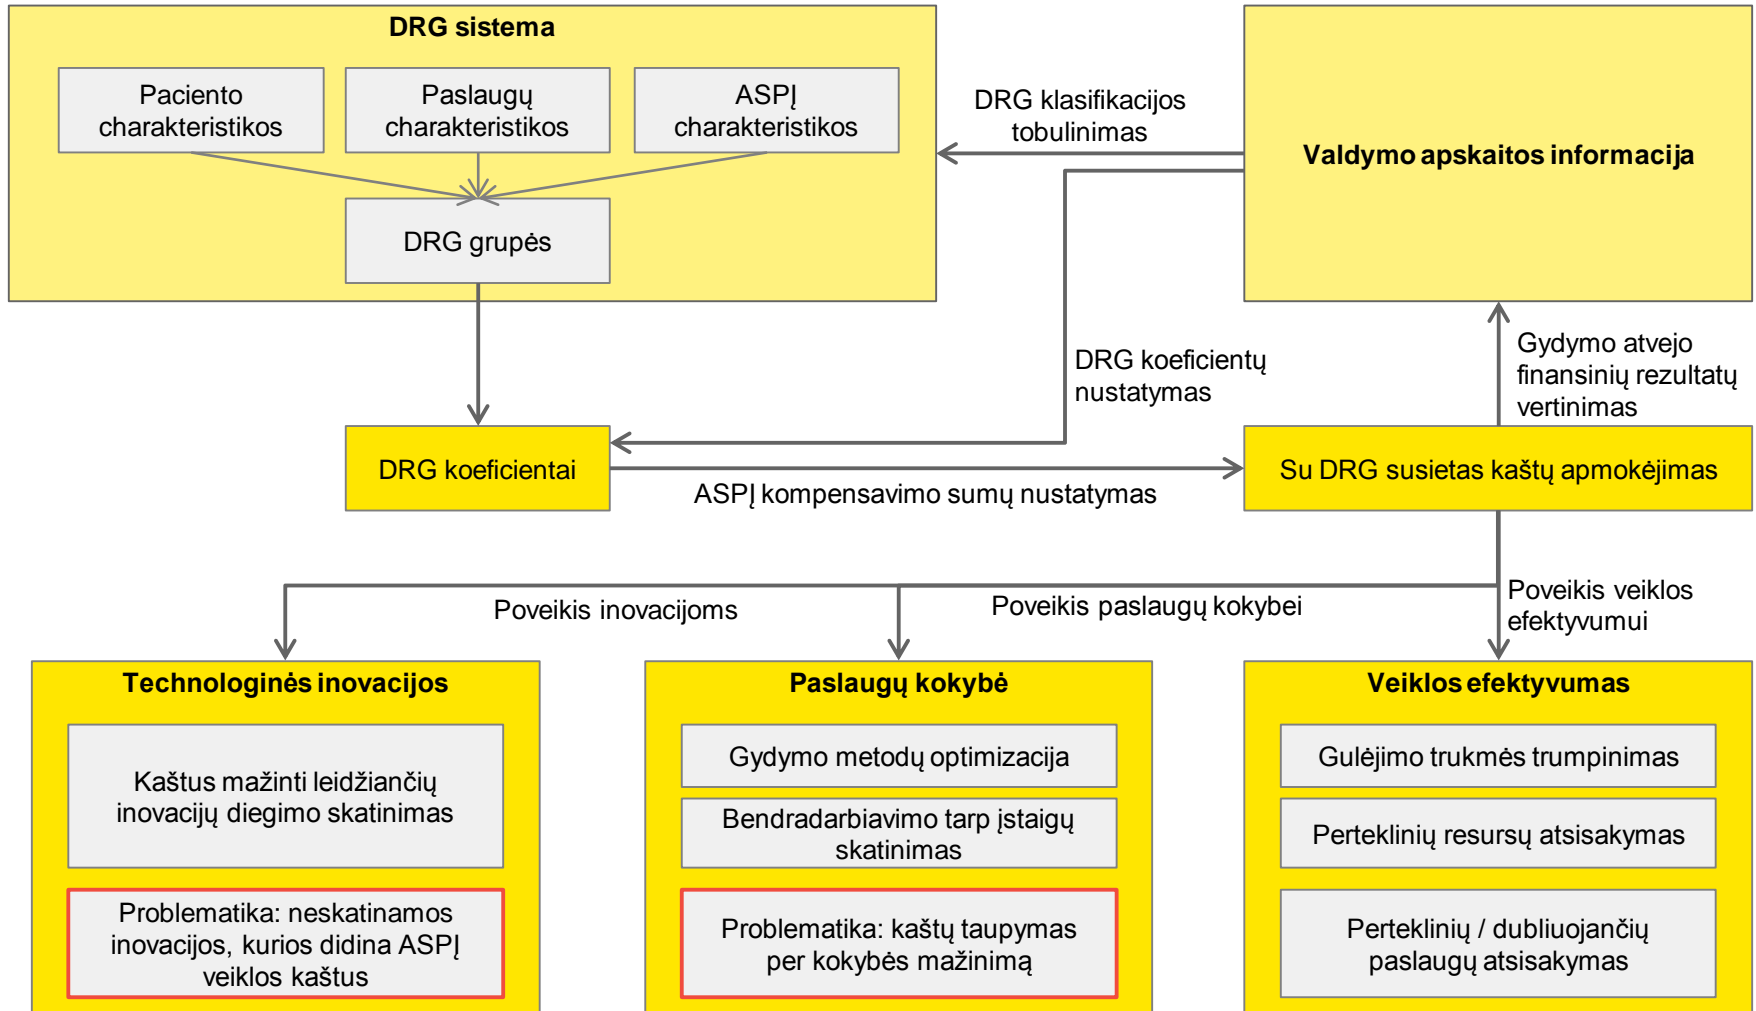 DRG sistema
Paciento
charakteristikos
Paslaugų
charakteristikos
ASPĮ
charakteristikos
DRG grupės
DRG klasifikacijos
tobulinimas
Valdymo apskaitos informacija
DRG koeficientų
nustatymas
Gydymo atvejo
finansinių rezultatų
vertinimas
DRG koeficientai
ASPĮ kompensavimo sumų nustatymas
Su DRG susietas kaštų apmokėjimas
Poveikis inovacijoms
Poveikis paslaugų kokybei
Poveikis veiklos
efektyvumui
Technologinės inovacijos
Kaštus mažinti leidžiančių
inovacijų diegimo skatinimas
Problematika: neskatinamos
inovacijos, kurios didina ASPĮ
veiklos kaštus
Paslaugų kokybė
Gydymo metodų optimizacija
Bendradarbiavimo tarp įstaigų
skatinimas
Problematika: kaštų taupymas
per kokybės mažinimą
Veiklos efektyvumas
Gulėjimo trukmės trumpinimas
Perteklinių resursų atsisakymas
Perteklinių / dubliuojančių
paslaugų atsisakymas